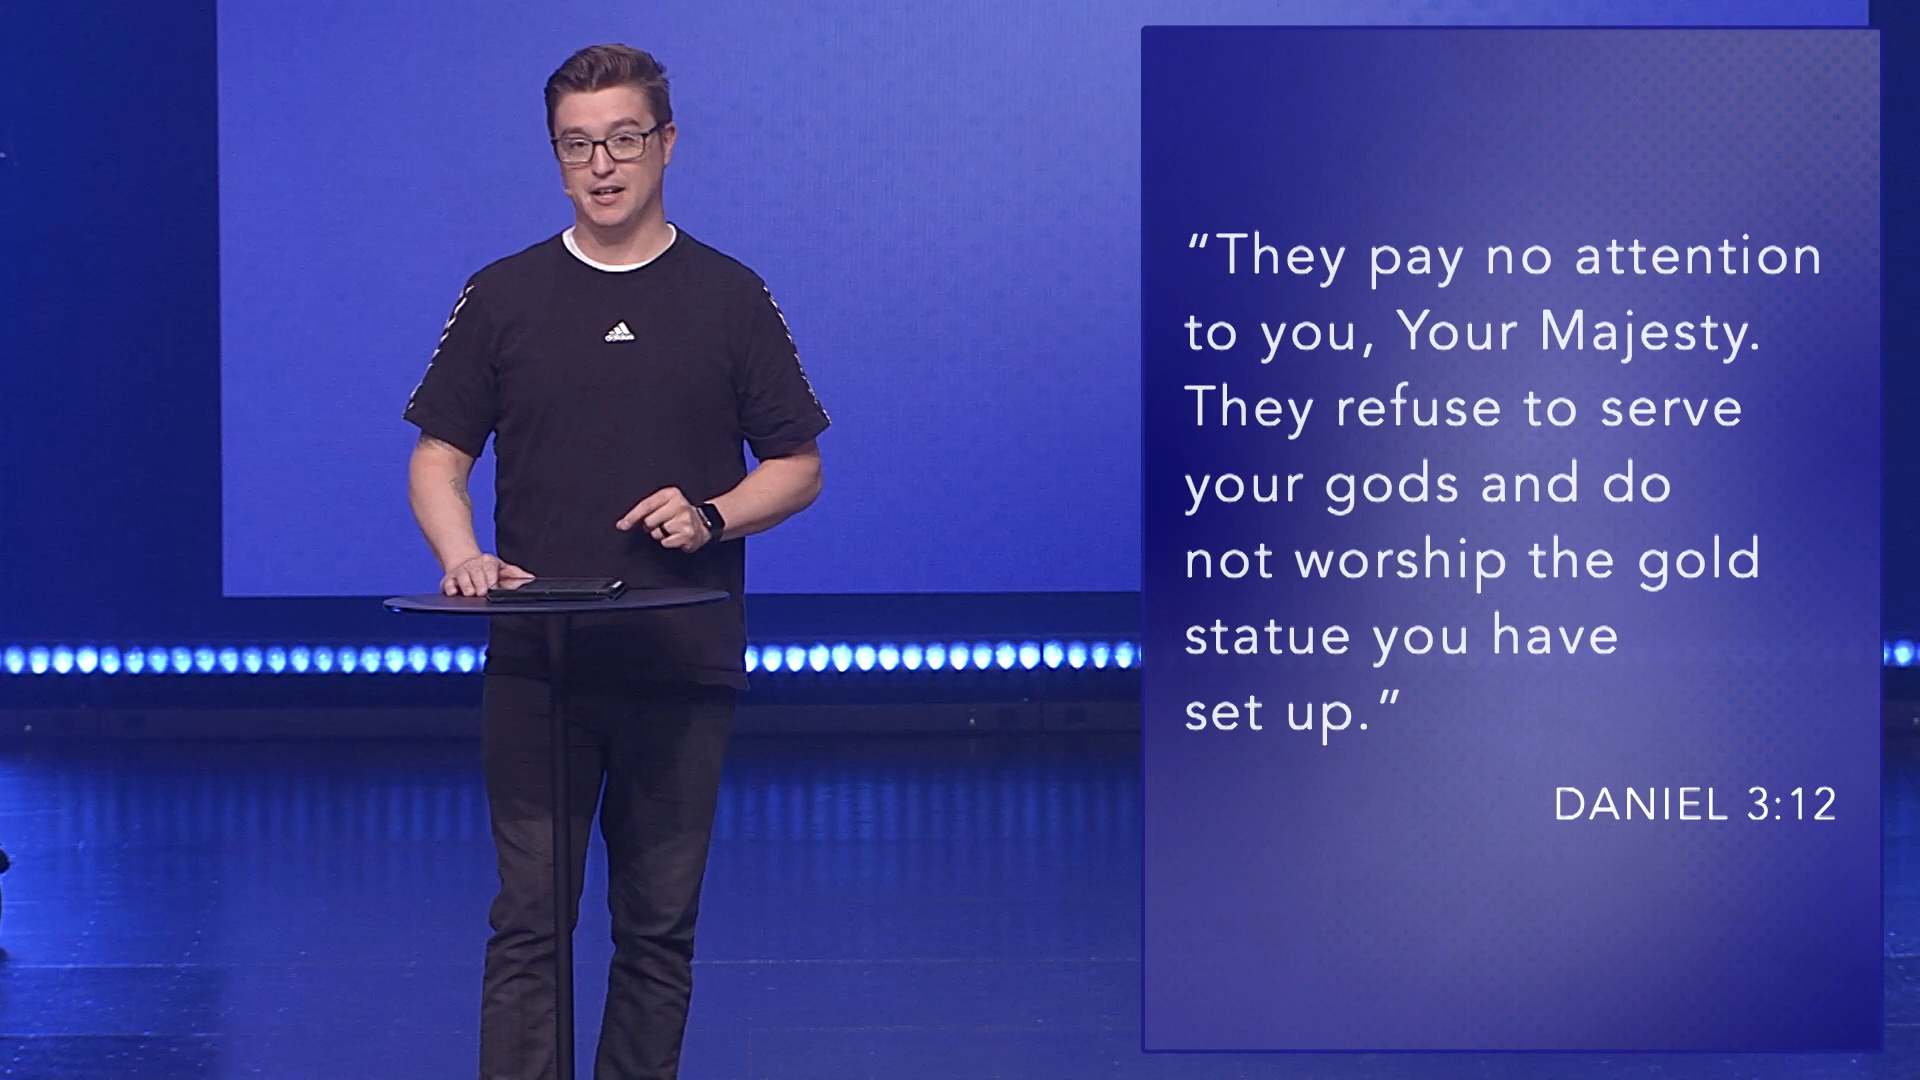 “They pay no attention
to you, Your Majesty.
They refuse to serve
your gods and do
not worship the gold
statue you have
set up.”
DANIEL 3:12
adidas